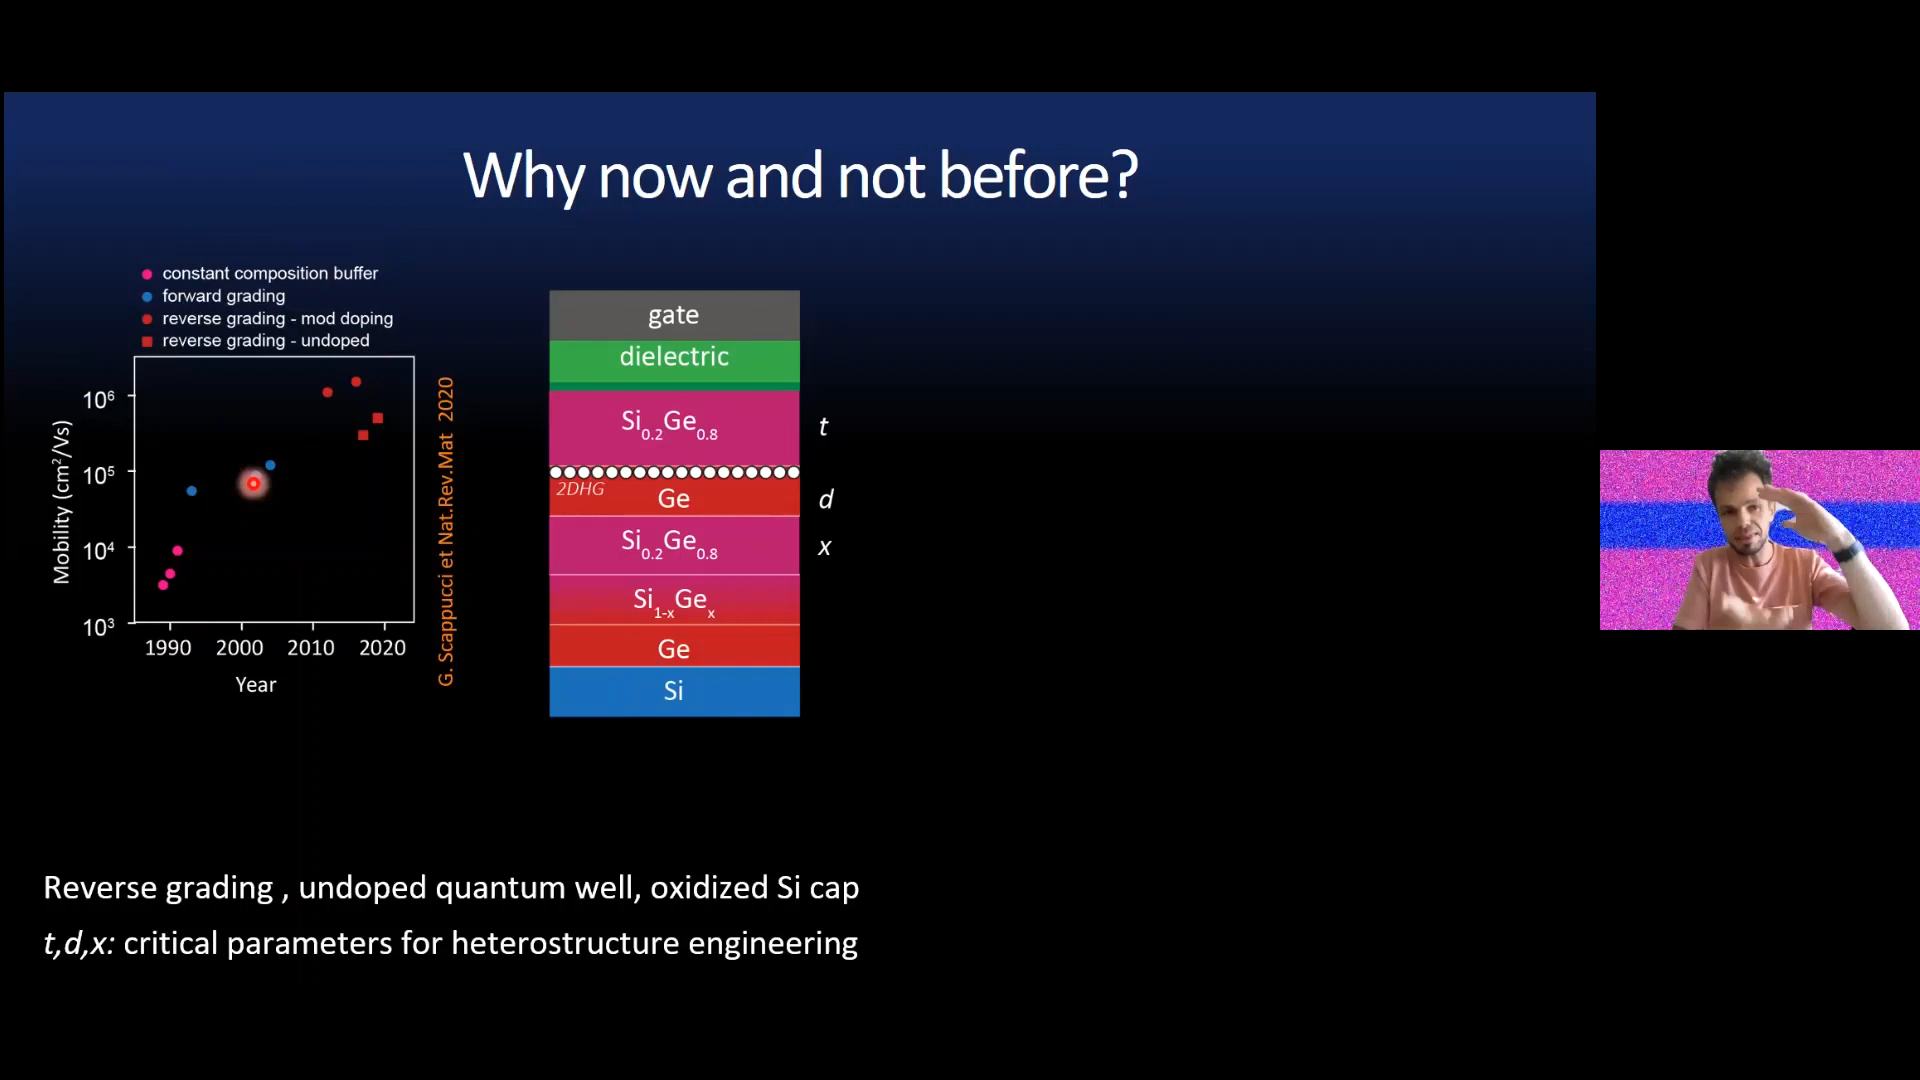 Why now and not before?
constant composition buffer
forward grading
reverse grading - mod doping
reverse grading - undoped
Mobility (cm²/Vs)
10⁶
10⁵
10⁴
10³
1990 2000 2010 2020
Year
G. Scappucci et Nat.Rev.Mat 2020
gate
dielectric
Si₀.₂Ge₀.₈ t
2DHG
Ge d
Si₀.₂Ge₀.₈ x
Si₁₋ₓGeₓ
Ge
Si
Reverse grading , undoped quantum well, oxidized Si cap
t,d,x: critical parameters for heterostructure engineering